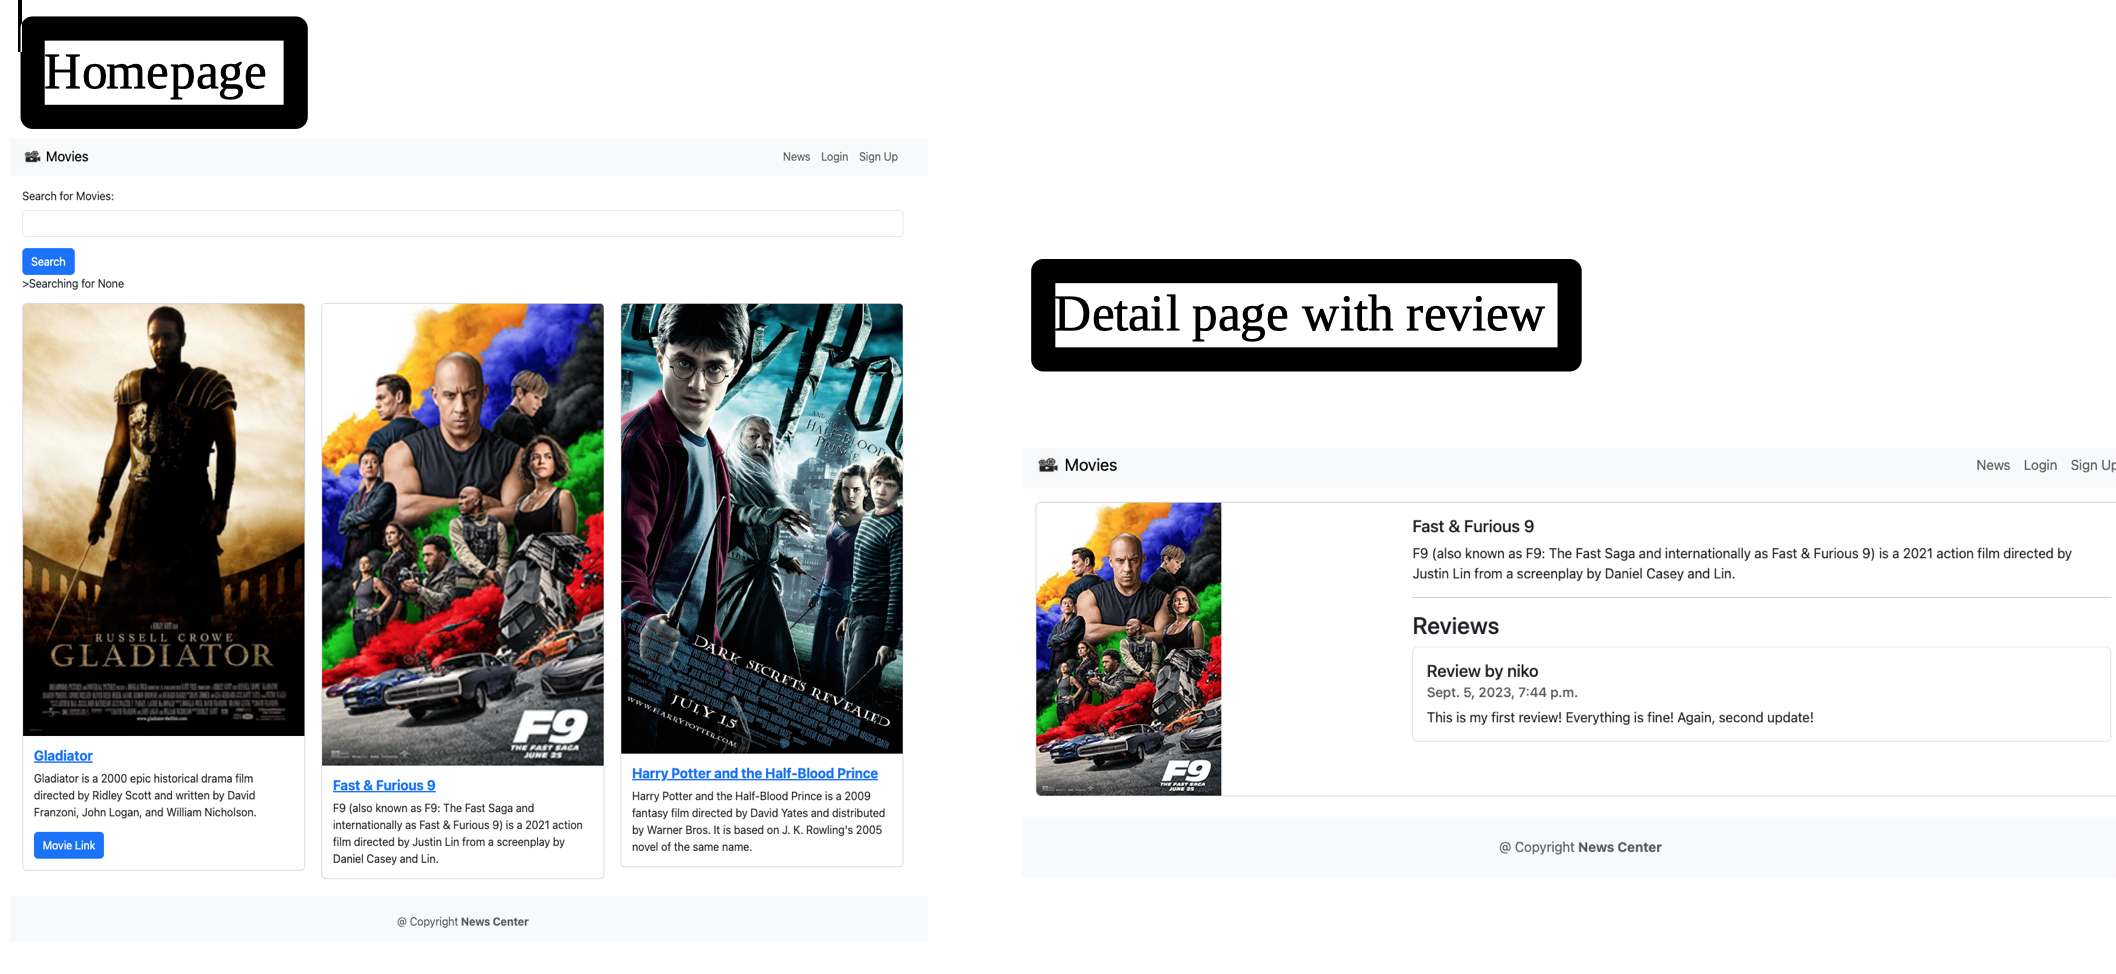 Homepage
Movies
News Login Sign Up
Search for Movies:
Search
>Searching for None
RUSSELL CROWE
GLADIATOR
Gladiator
Gladiator is a 2000 epic historical drama film
directed by Ridley Scott and written by David
Franzoni, John Logan, and William Nicholson.
Movie Link
F9
THE FAST SAGA
JUNE 25
Fast & Furious 9
F9 (also known as F9: The Fast Saga and
internationally as Fast & Furious 9) is a 2021 action
film directed by Justin Lin from a screenplay by
Daniel Casey and Lin.
AND THE
HALF-BLOOD
PRINCE
DARK SECRETS REVEALED
JULY 15
WWW.HARRYPOTTER.COM
Harry Potter and the Half-Blood Prince
Harry Potter and the Half-Blood Prince is a 2009
fantasy film directed by David Yates and distributed
by Warner Bros. It is based on J. K. Rowling's 2005
novel of the same name.
@ Copyright News Center
Detail page with review
Movies
News Login Sign Up
F9
THE FAST SAGA
JUNE 25
Fast & Furious 9
F9 (also known as F9: The Fast Saga and internationally as Fast & Furious 9) is a 2021 action film directed by
Justin Lin from a screenplay by Daniel Casey and Lin.
Reviews
Review by niko
Sept. 5, 2023, 7:44 p.m.
This is my first review! Everything is fine! Again, second update!
@ Copyright News Center